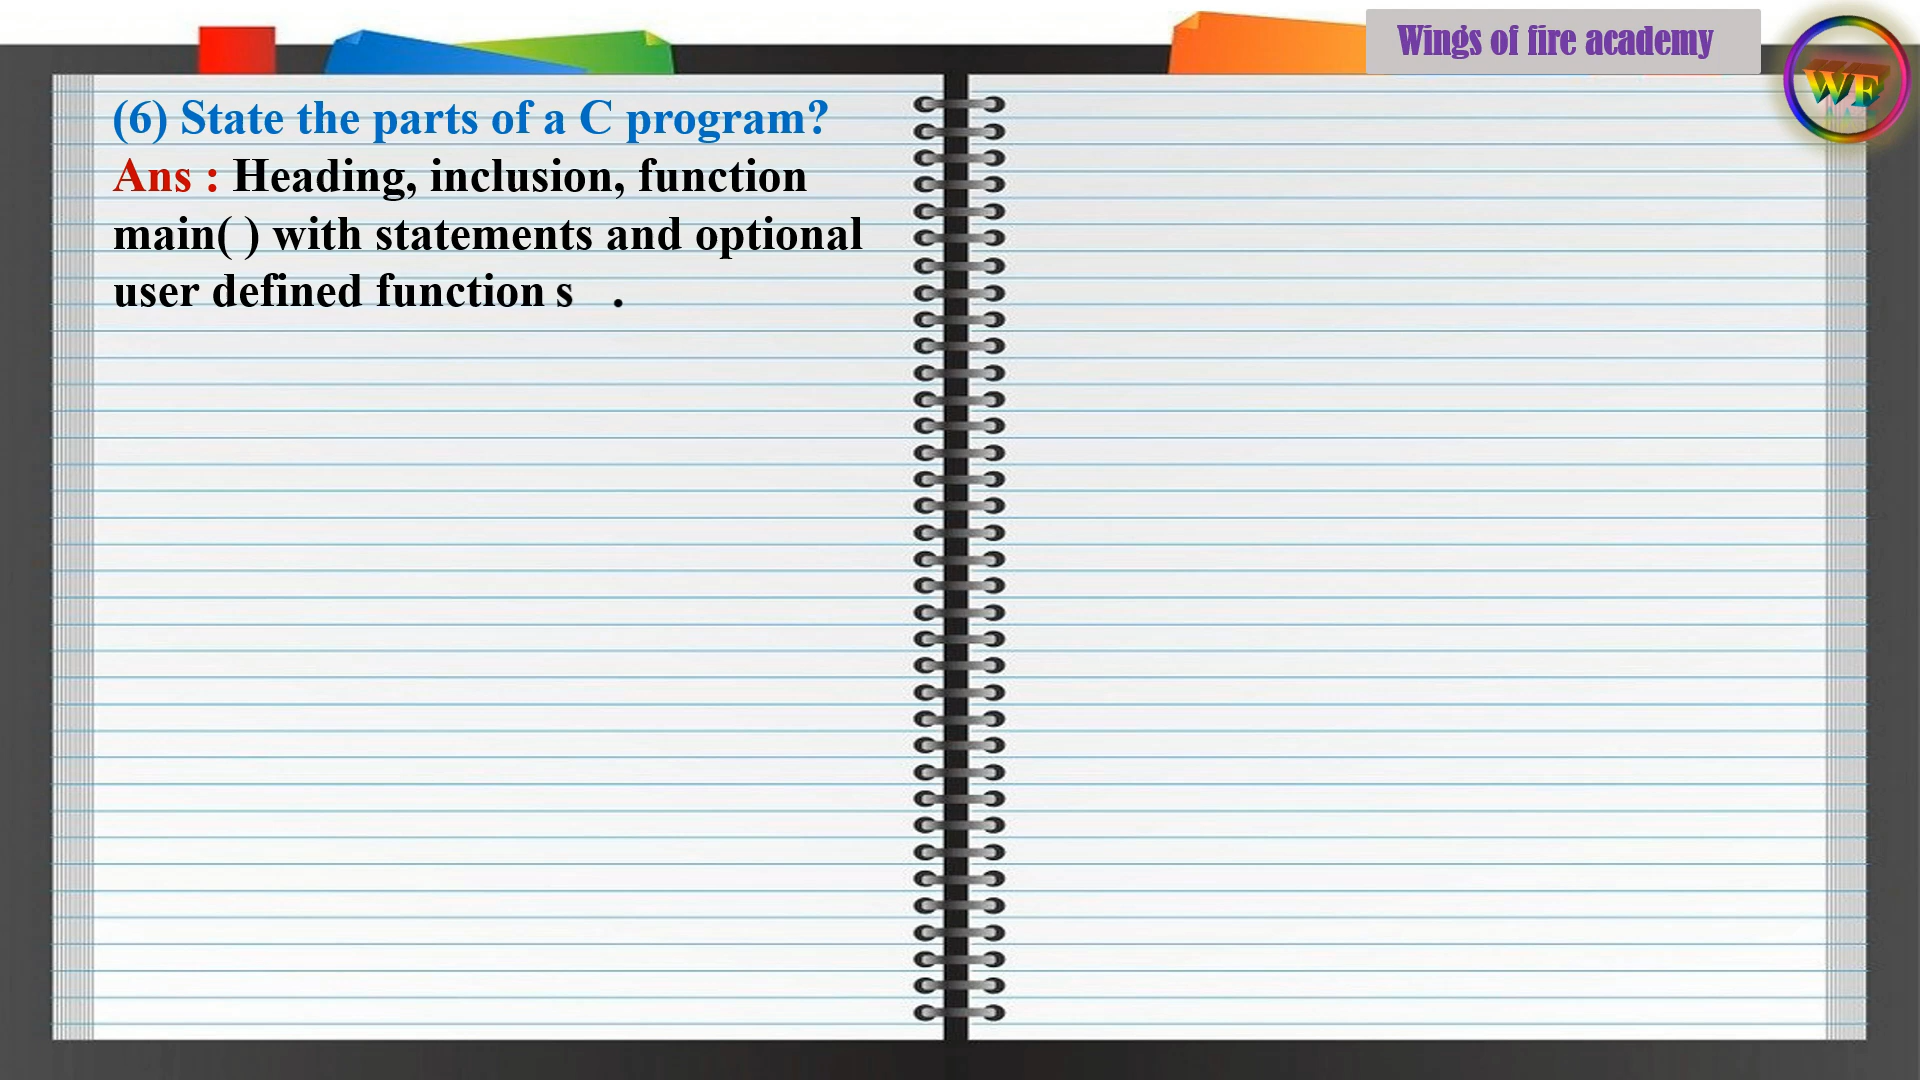 Wings of fire academy
WE
(6) State the parts of a C program?
Ans : Heading, inclusion, function
main( ) with statements and optional
user defined function s .